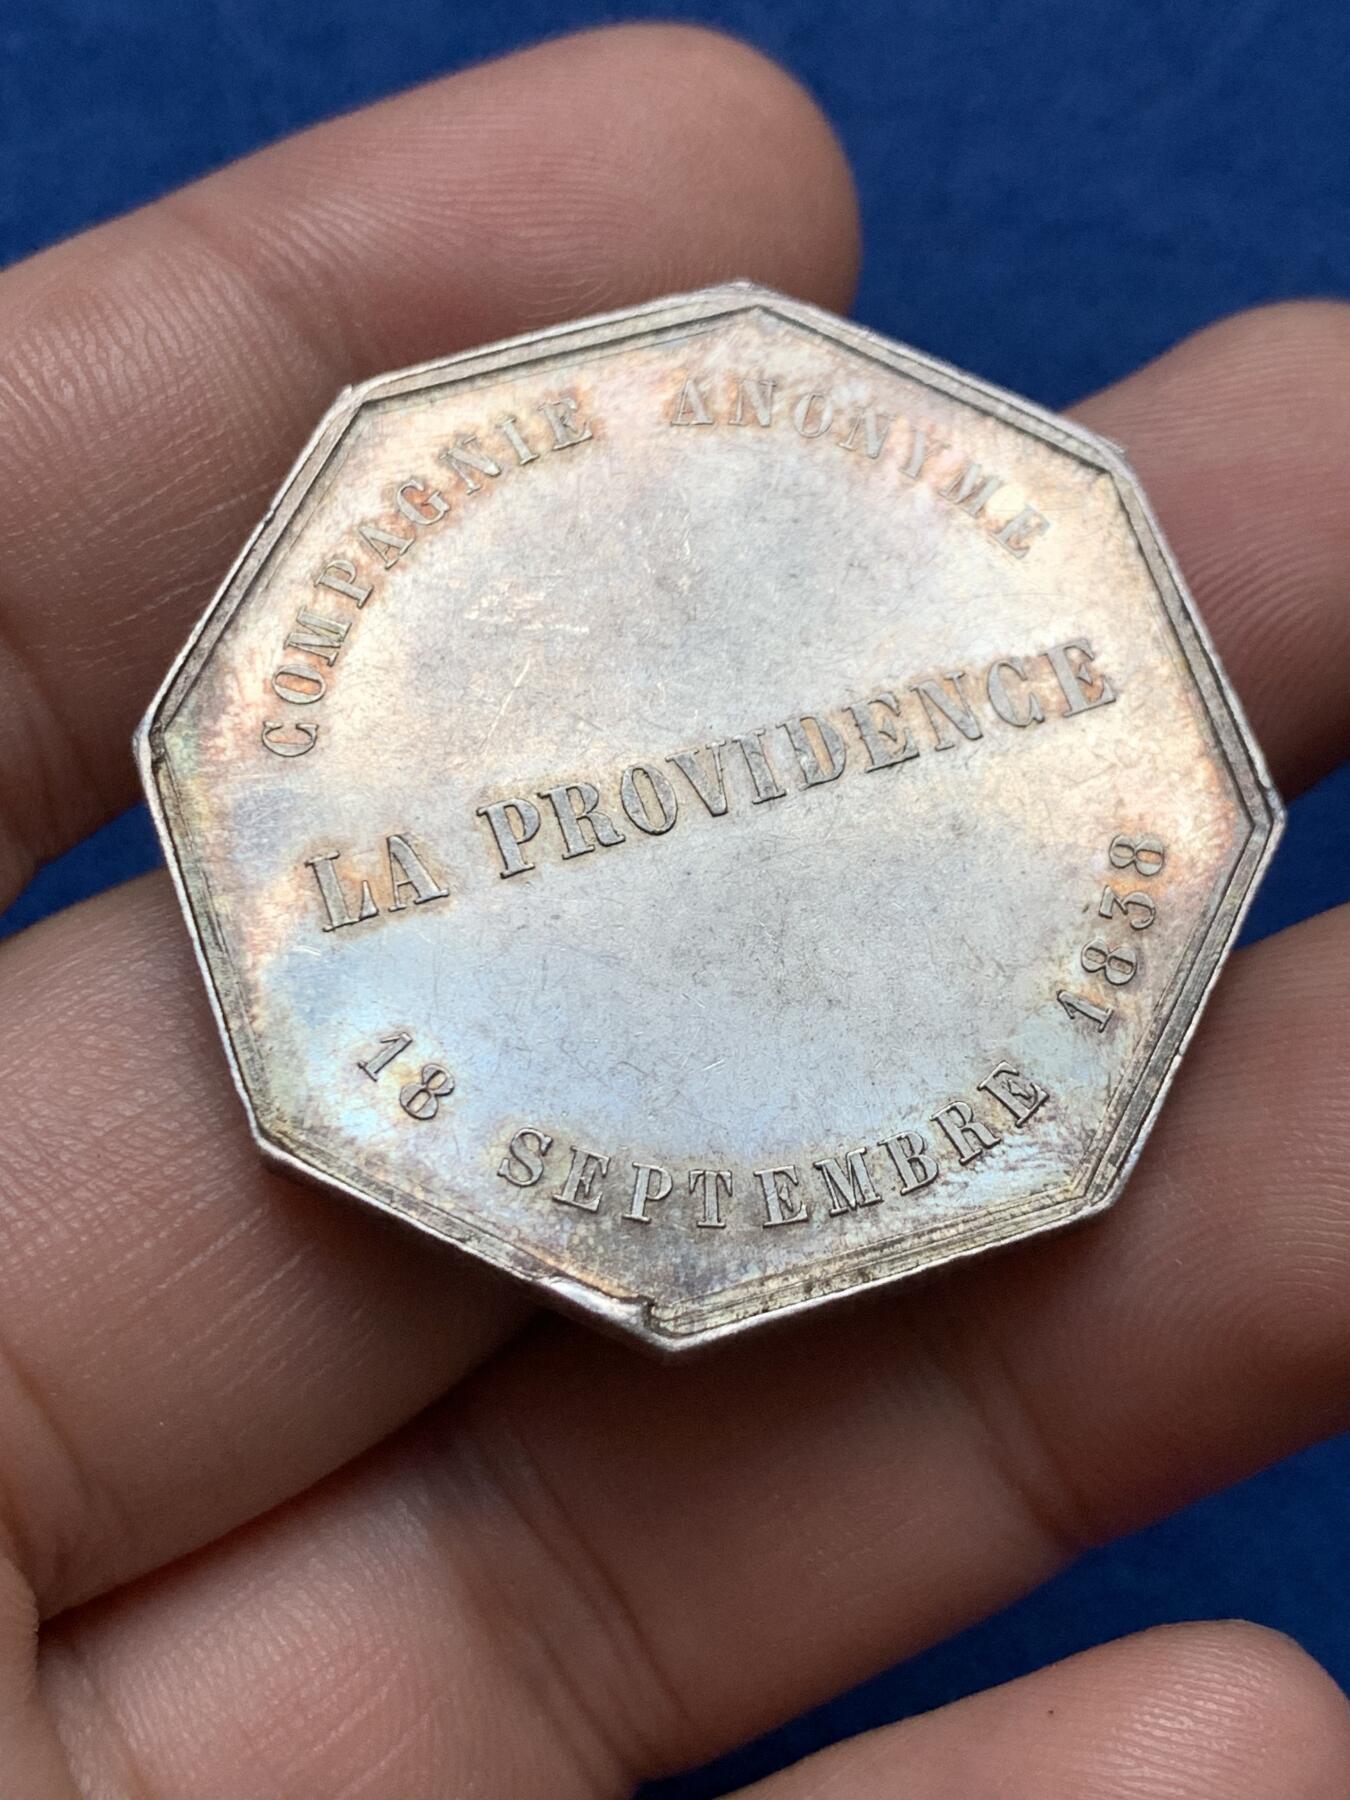 COMPAGNIE ANONYME
LA PROVIDENCE
18 SEPTEMBRE 1838